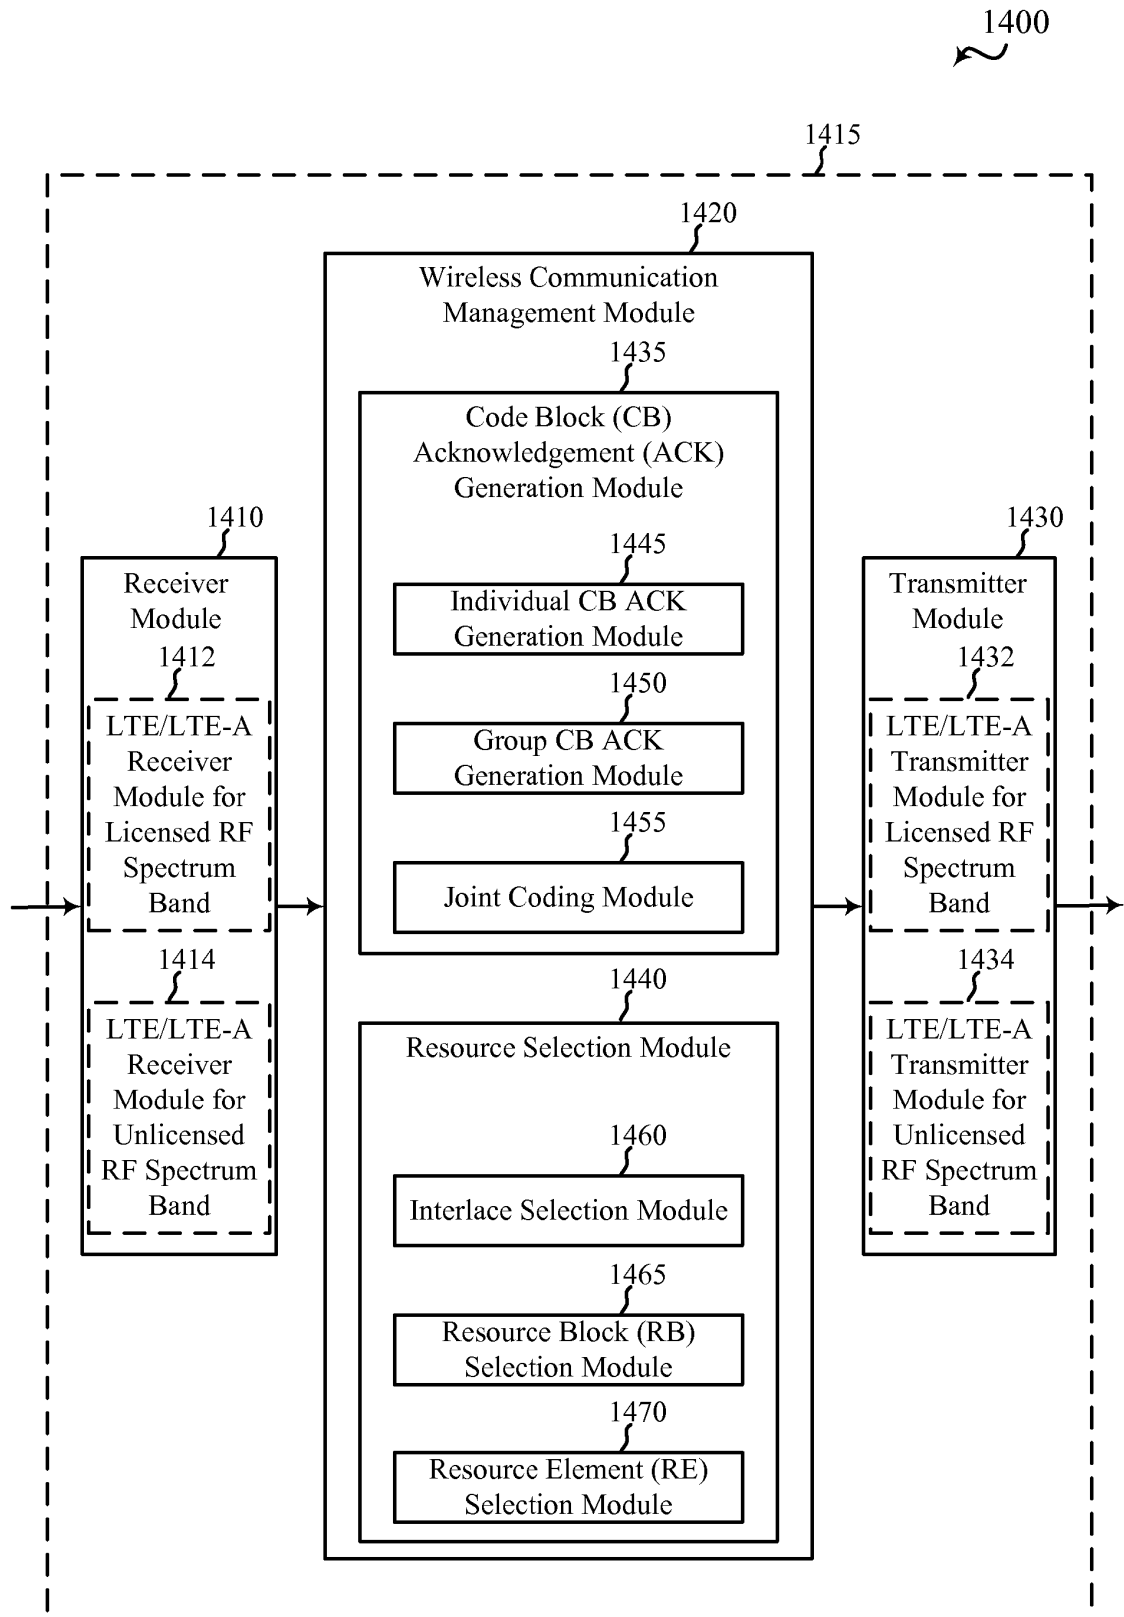 1400
1415
1420
Wireless Communication
Management Module
1435
Code Block (CB)
Acknowledgement (ACK)
Generation Module
1445
Individual CB ACK
Generation Module
1450
Group CB ACK
Generation Module
1455
Joint Coding Module
1440
Resource Selection Module
1460
Interlace Selection Module
1465
Resource Block (RB)
Selection Module
1470
Resource Element (RE)
Selection Module
1410
Receiver
Module
1412
LTE/LTE-A
Receiver
Module for
Licensed RF
Spectrum
Band
1414
LTE/LTE-A
Receiver
Module for
Unlicensed
RF Spectrum
Band
1430
Transmitter
Module
1432
LTE/LTE-A
Transmitter
Module for
Licensed RF
Spectrum
Band
1434
LTE/LTE-A
Transmitter
Module for
Unlicensed
RF Spectrum
Band